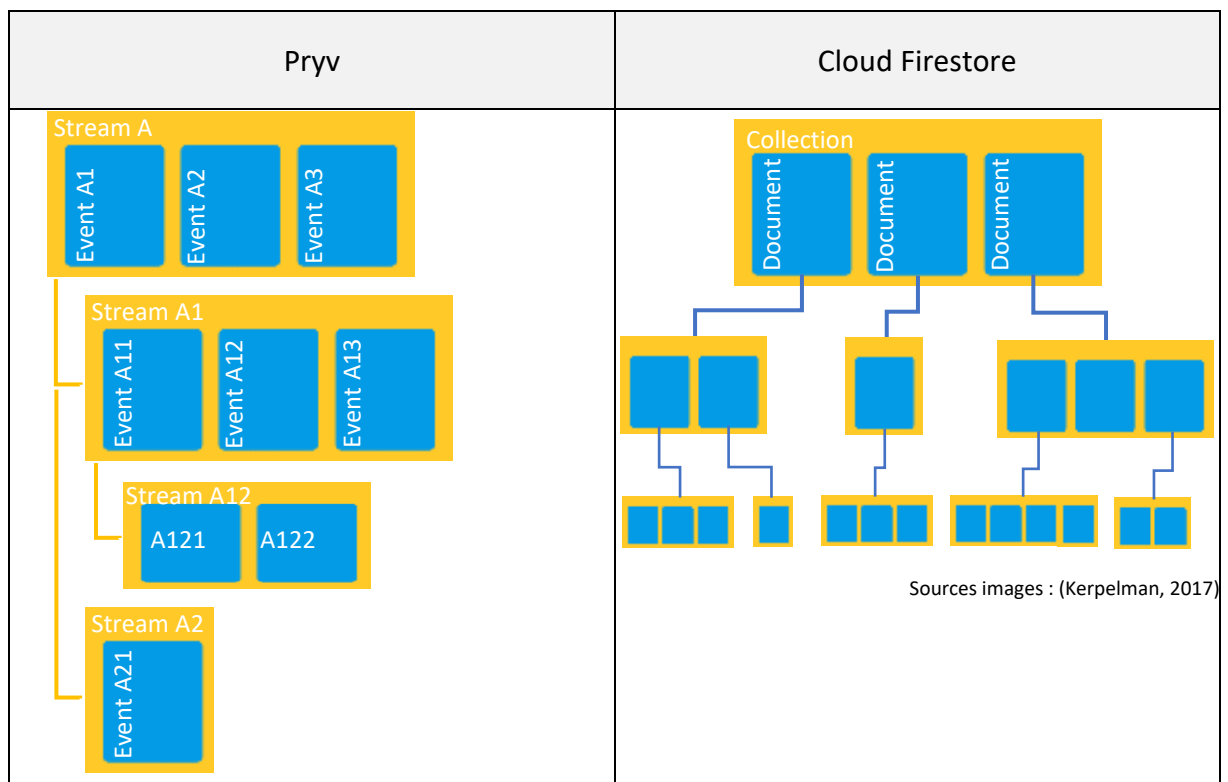 Pryv
Cloud Firestore
Stream A
Event A1
Event A2
Event A3
Stream A1
Event A11
Event A12
Event A13
Stream A12
A121
A122
Stream A2
Event A21
Collection
Document
Document
Document
Sources images : (Kerpelman, 2017)